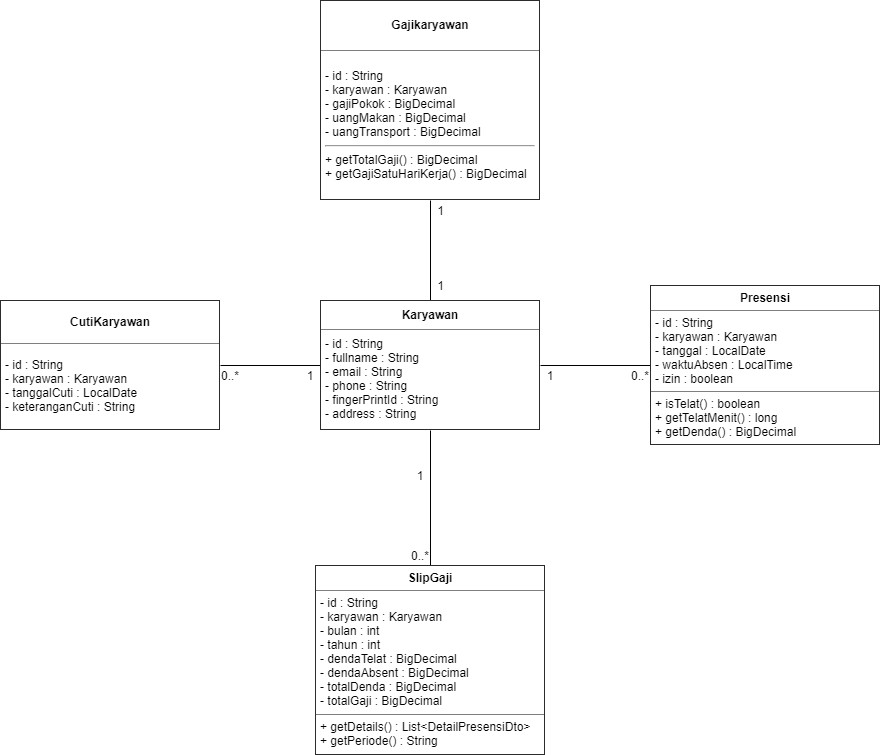 Gajikaryawan
- id : String
- karyawan : Karyawan
- gajiPokok : BigDecimal
- uangMakan : BigDecimal
- uangTransport : BigDecimal
+ getTotalGaji() : BigDecimal
+ getGajiSatuHariKerja() : BigDecimal
1
1
CutiKaryawan
- id : String
- karyawan : Karyawan
- tanggalCuti : LocalDate
- keteranganCuti : String
0..*
1
Karyawan
- id : String
- fullname : String
- email : String
- phone : String
- fingerPrintId : String
- address : String
1
0..*
Presensi
- id : String
- karyawan : Karyawan
- tanggal : LocalDate
- waktuAbsen : LocalTime
- izin : boolean
+ isTelat() : boolean
+ getTelatMenit() : long
+ getDenda() : BigDecimal
1
0..*
SlipGaji
- id : String
- karyawan : Karyawan
- bulan : int
- tahun : int
- dendaTelat : BigDecimal
- dendaAbsent : BigDecimal
- totalDenda : BigDecimal
- totalGaji : BigDecimal
+ getDetails() : List<DetailPresensiDto>
+ getPeriode() : String